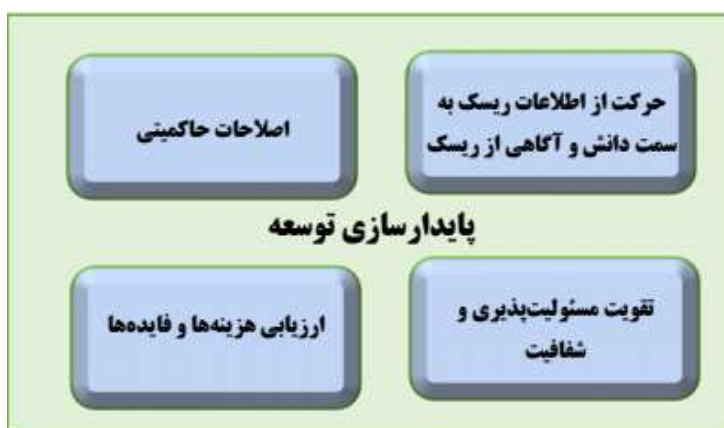 حرکت از اطلاعات ریسک به
سمت دانش و آگاهی از ریسک
اصلاحات حاکمیتی
پایدارسازی توسعه
تقویت مسئولیت‌پذیری و
شفافیت
ارزیابی هزینه‌ها و فایده‌ها